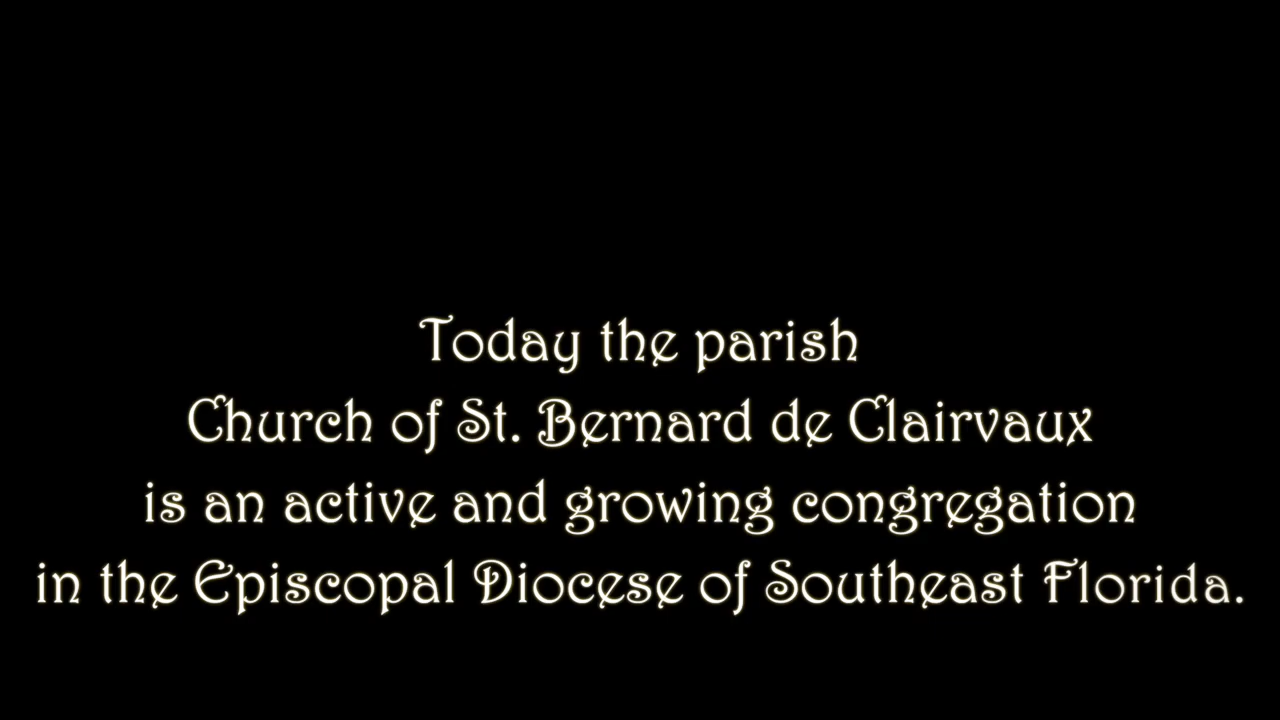 Today the parish
Church of St. Bernard de Clairvaux
is an active and growing congregation
in the Episcopal Diocese of Southeast Florida.